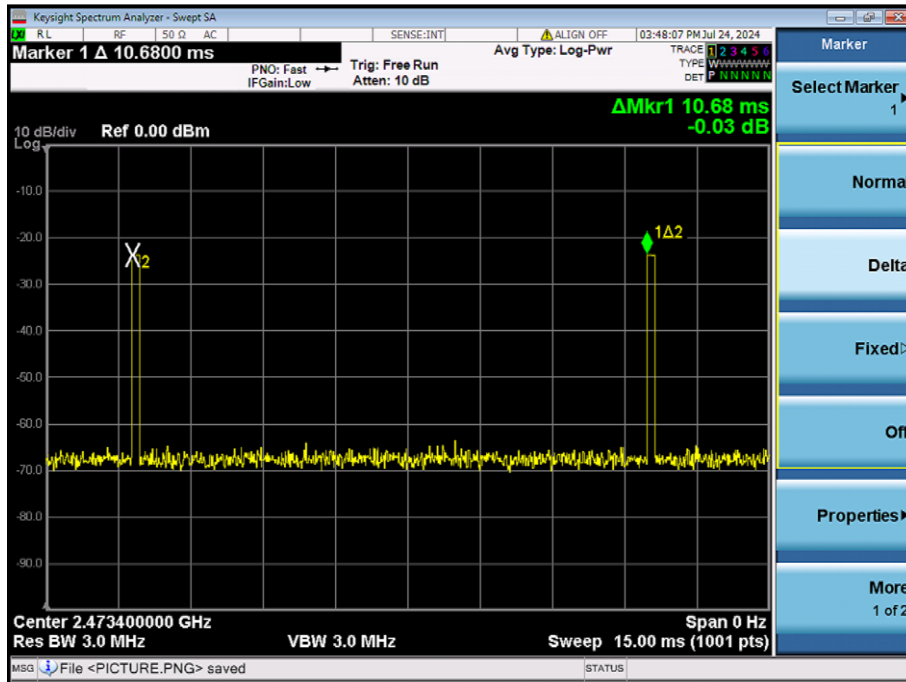 Keysight Spectrum Analyzer - Swept SA
RL RF 50 Ω AC SENSE:INT ALIGN OFF 03:48:07 PM Jul 24, 2024
Marker 1 Δ 10.6800 ms
PNO: Fast
IFGain:Low
Trig: Free Run
Atten: 10 dB
Avg Type: Log-Pwr
TRACE 1 2 3 4 5 6
TYPE WWWWWW
DET P N N N N N
ΔMkr1 10.68 ms
-0.03 dB
10 dB/div Ref 0.00 dBm
Log
-10.0
-20.0
-30.0
-40.0
-50.0
-60.0
-70.0
-80.0
-90.0
X2
1Δ2
Center 2.473400000 GHz Span 0 Hz
Res BW 3.0 MHz VBW 3.0 MHz Sweep 15.00 ms (1001 pts)
MSG File <PICTURE.PNG> saved STATUS
Marker
Select Marker
1
Norma
Delta
Fixed
Off
Properties
More
1 of 2